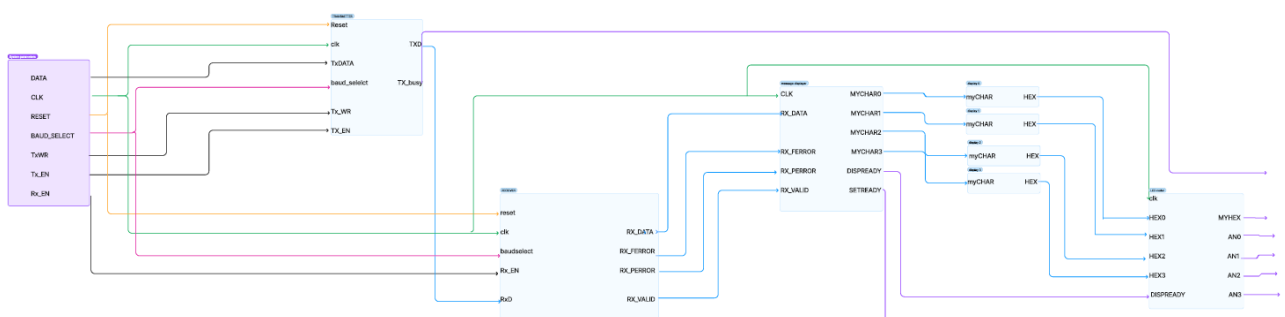 DATA
CLK
RESET
BAUD_SELECT
TxWR
Tx_EN
Rx_EN
Reset
clk
TxDATA
baud_selelct
Tx_WR
TX_EN
TXD
TX_busy
reset
clk
baudselect
Rx_EN
RxD
RX_DATA
RX_FERROR
RX_PERROR
RX_VALID
CLK
RX_DATA
RX_FERROR
RX_PERROR
RX_VALID
MYCHAR0
MYCHAR1
MYCHAR2
MYCHAR3
DISPREADY
SETREADY
myCHAR HEX
myCHAR HEX
myCHAR HEX
myCHAR HEX
clk
HEX0
HEX1
HEX2
HEX3
DISPREADY
MYHEX
AN0
AN1
AN2
AN3